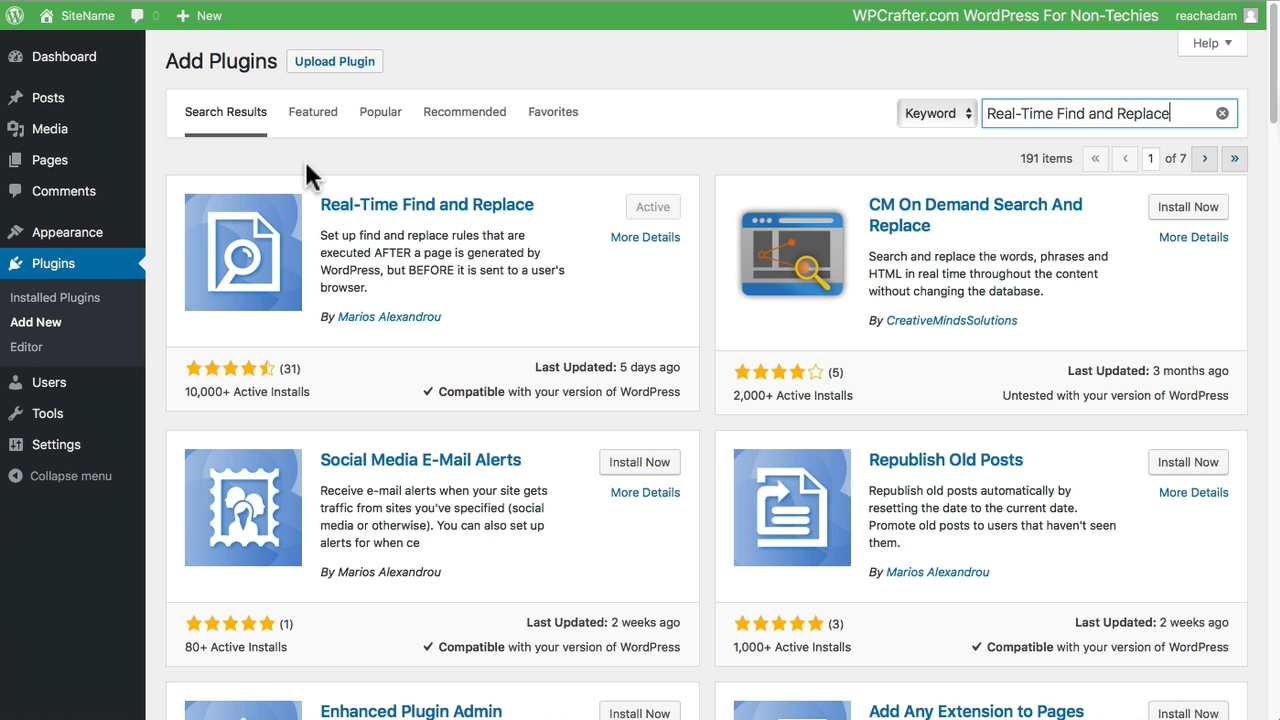 SiteName 0 New WPCrafter.com WordPress For Non-Techies reachadam
Help
Dashboard
Posts
Media
Pages
Comments
Appearance
Plugins
Installed Plugins
Add New
Editor
Users
Tools
Settings
Collapse menu
Add Plugins Upload Plugin
Search Results Featured Popular Recommended Favorites Keyword Real-Time Find and Replace
191 items « ‹ 1 of 7 › »
Real-Time Find and Replace
Active
More Details
Set up find and replace rules that are
executed AFTER a page is generated by
WordPress, but BEFORE it is sent to a user's
browser.
By Marios Alexandrou
(31) Last Updated: 5 days ago
10,000+ Active Installs Compatible with your version of WordPress
CM On Demand Search And
Replace
Install Now
More Details
Search and replace the words, phrases and
HTML in real time throughout the content
without changing the database.
By CreativeMindsSolutions
(5) Last Updated: 3 months ago
2,000+ Active Installs Untested with your version of WordPress
Social Media E-Mail Alerts
Install Now
More Details
Receive e-mail alerts when your site gets
traffic from sites you've specified (social
media or otherwise). You can also set up
alerts for when ce
By Marios Alexandrou
(1) Last Updated: 2 weeks ago
80+ Active Installs Compatible with your version of WordPress
Republish Old Posts
Install Now
More Details
Republish old posts automatically by
resetting the date to the current date.
Promote old posts to users that haven't seen
them.
By Marios Alexandrou
(3) Last Updated: 2 weeks ago
1,000+ Active Installs Compatible with your version of WordPress
Enhanced Plugin Admin Install Now
Add Any Extension to Pages Install Now